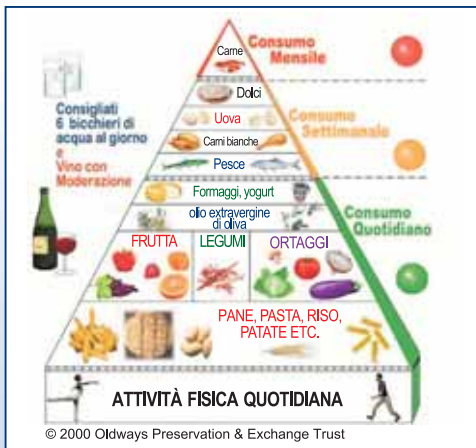 Carne
Consumo
Mensile
Dolci
Uova
Carni bianche
Pesce
Consumo
Settimanale
Consigliati
6 bicchieri di
acqua al giorno
e
Vino con
Moderazione
Formaggi, yogurt
olio extravergine
di oliva
Consumo
Quotidiano
FRUTTA
LEGUMI
ORTAGGI
PANE, PASTA, RISO,
PATATE ETC.
ATTIVITÀ FISICA QUOTIDIANA
© 2000 Oldways Preservation & Exchange Trust